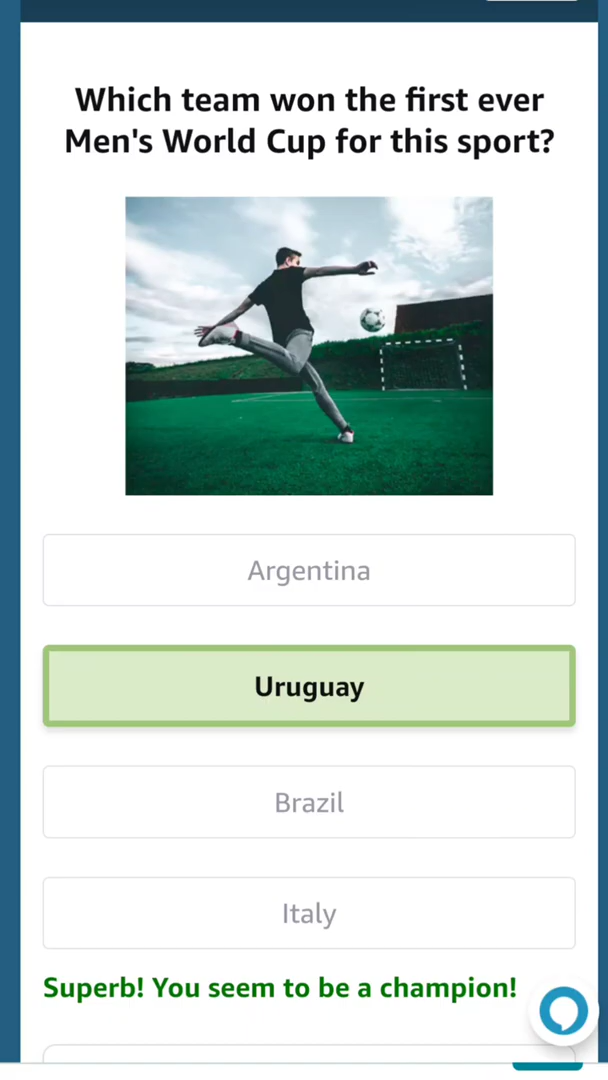 Which team won the first ever
Men's World Cup for this sport?
Argentina
Uruguay
Brazil
Italy
Superb! You seem to be a champion!